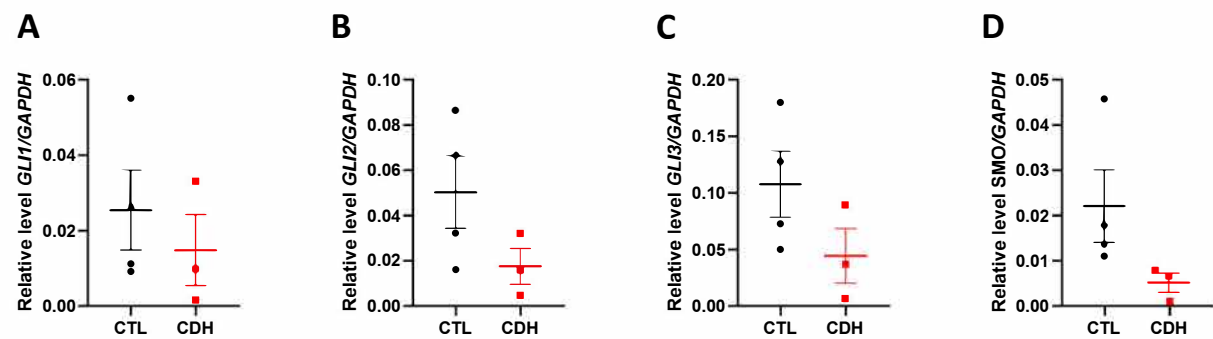 A
Relative level GLI1/GAPDH
0.06
0.04
0.02
0.00
CTL CDH
B
Relative level GLI2/GAPDH
0.10
0.08
0.06
0.04
0.02
0.00
CTL CDH
C
Relative level GLI3/GAPDH
0.20
0.15
0.10
0.05
0.00
CTL CDH
D
Relative level SMO/GAPDH
0.05
0.04
0.03
0.02
0.01
0.00
CTL CDH